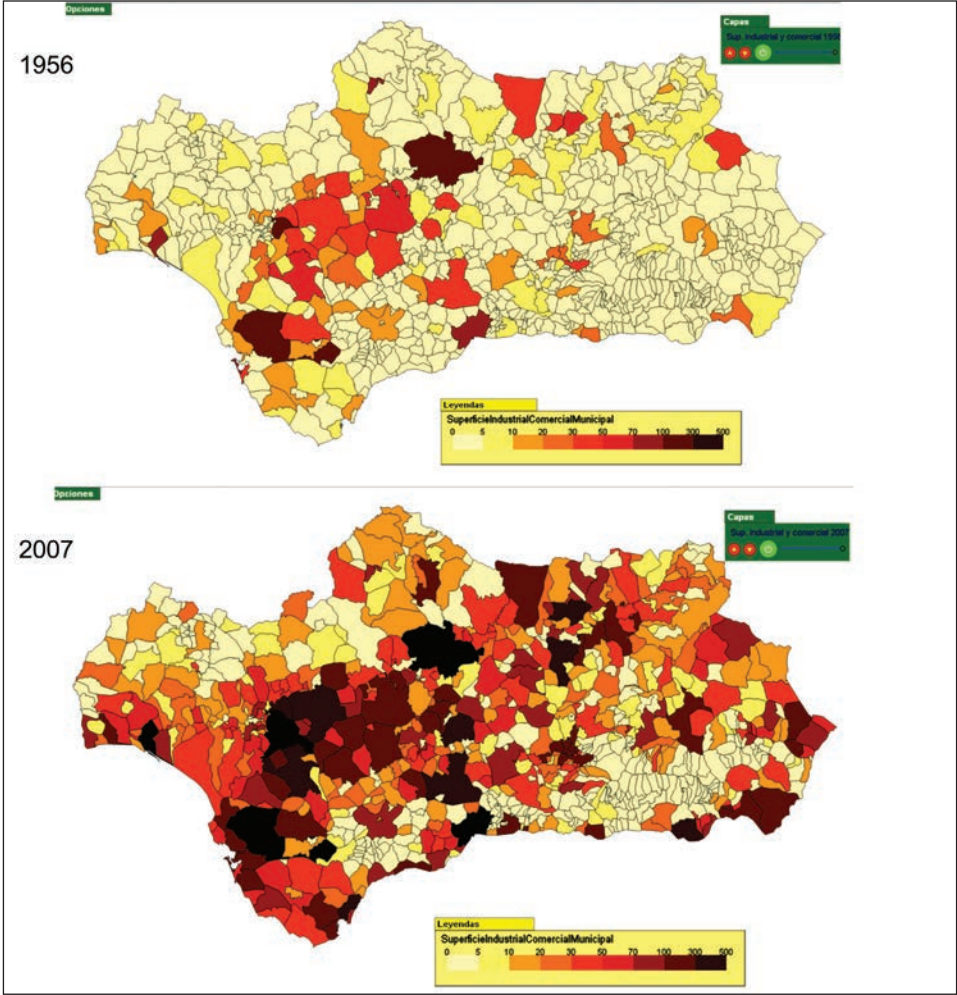 Opciones
Capas
Sup. industrial y comercial 1956
1956
Leyendas
SuperficieIndustrialComercialMunicipal
0 5 10 20 30 50 70 100 300 500
Opciones
Capas
Sup. industrial y comercial 2007
2007
Leyendas
SuperficieIndustrialComercialMunicipal
0 5 10 20 30 50 70 100 300 500